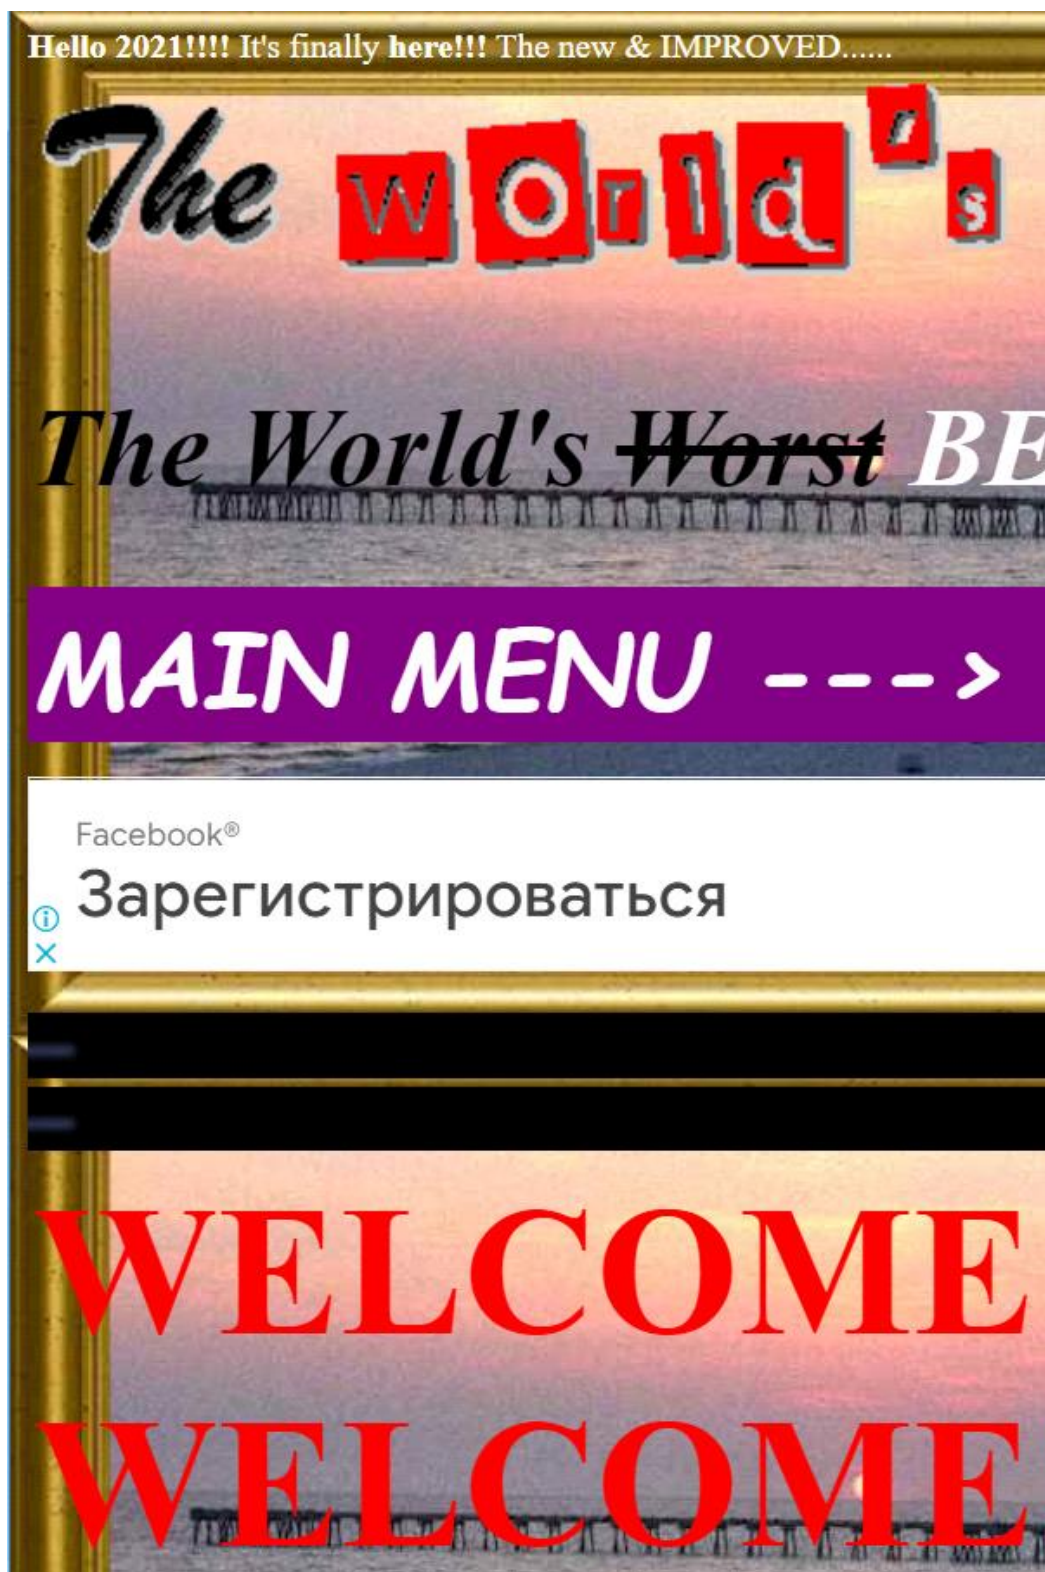 Hello 2021!!!! It's finally here!!! The new & IMPROVED......
The world's
The World's Worst BE
MAIN MENU --->
Facebook®
Зарегистрироваться
WELCOME
WELCOME